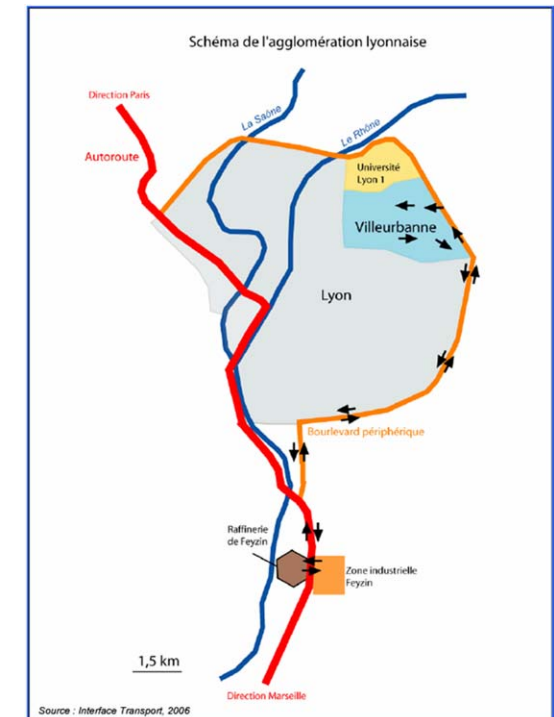 Schéma de l'agglomération lyonnaise
Direction Paris
La Saône
Le Rhône
Autoroute
Université
Lyon 1
Villeurbanne
Lyon
Bourlevard périphérique
Raffinerie
de Feyzin
Zone industrielle
Feyzin
1,5 km
Direction Marseille
Source : Interface Transport, 2006